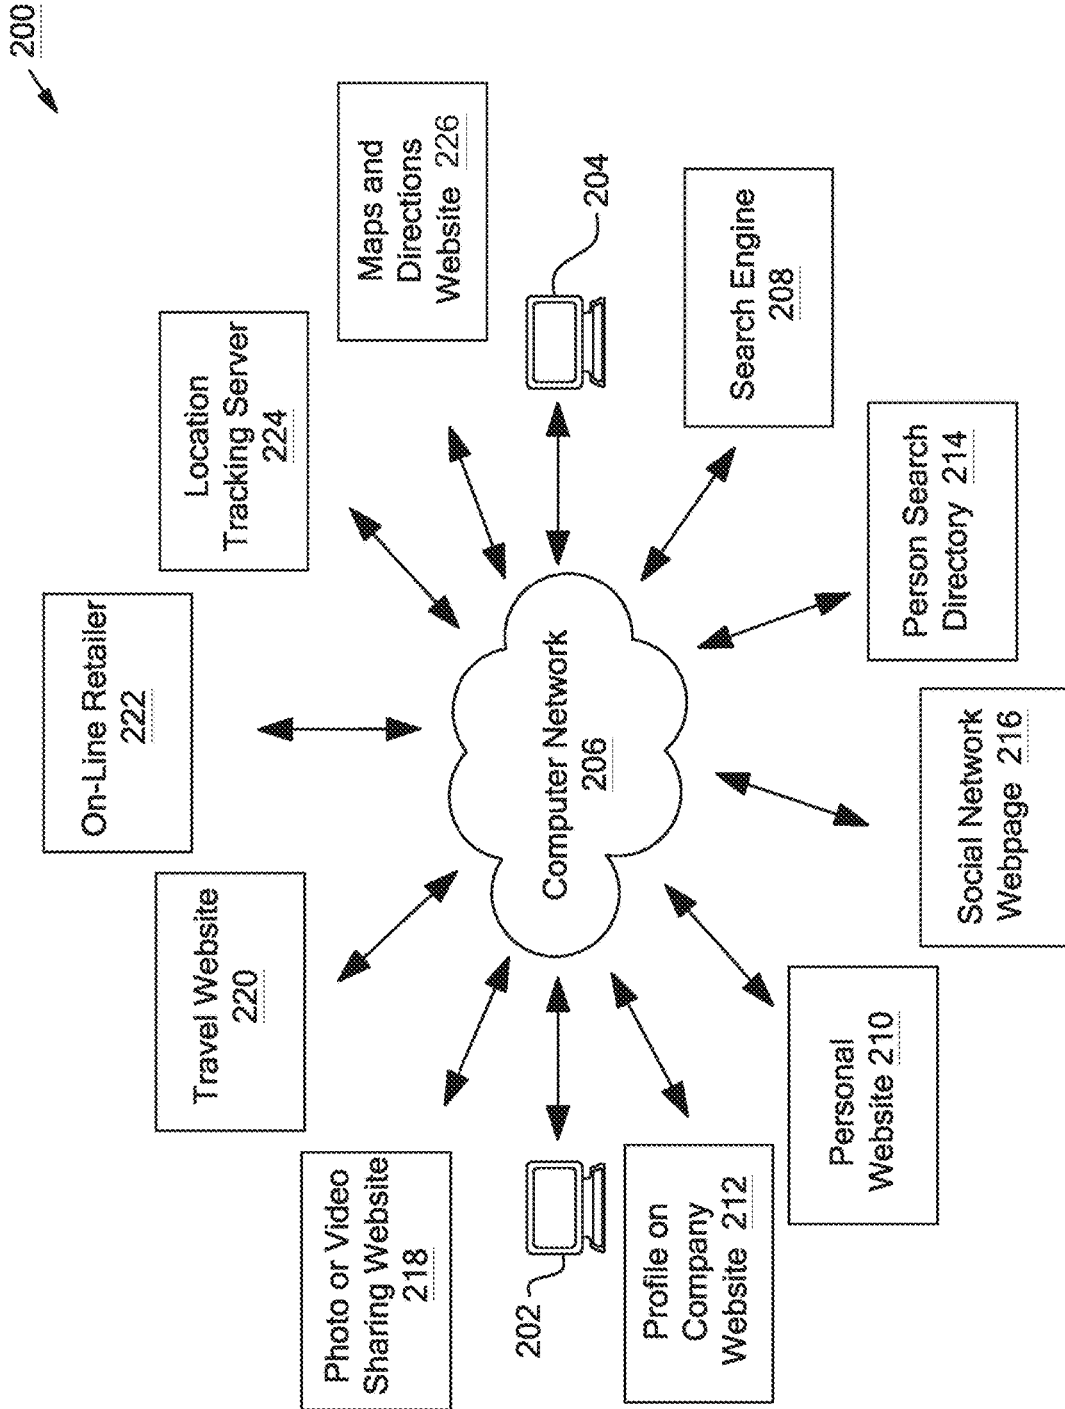 200
On-Line Retailer
222
Travel Website
220
Location
Tracking Server
224
Photo or Video
Sharing Website
218
Maps and
Directions
Website 226
202
Computer Network
206
204
Profile on
Company
Website 212
Search Engine
208
Personal
Website 210
Person Search
Directory 214
Social Network
Webpage 216